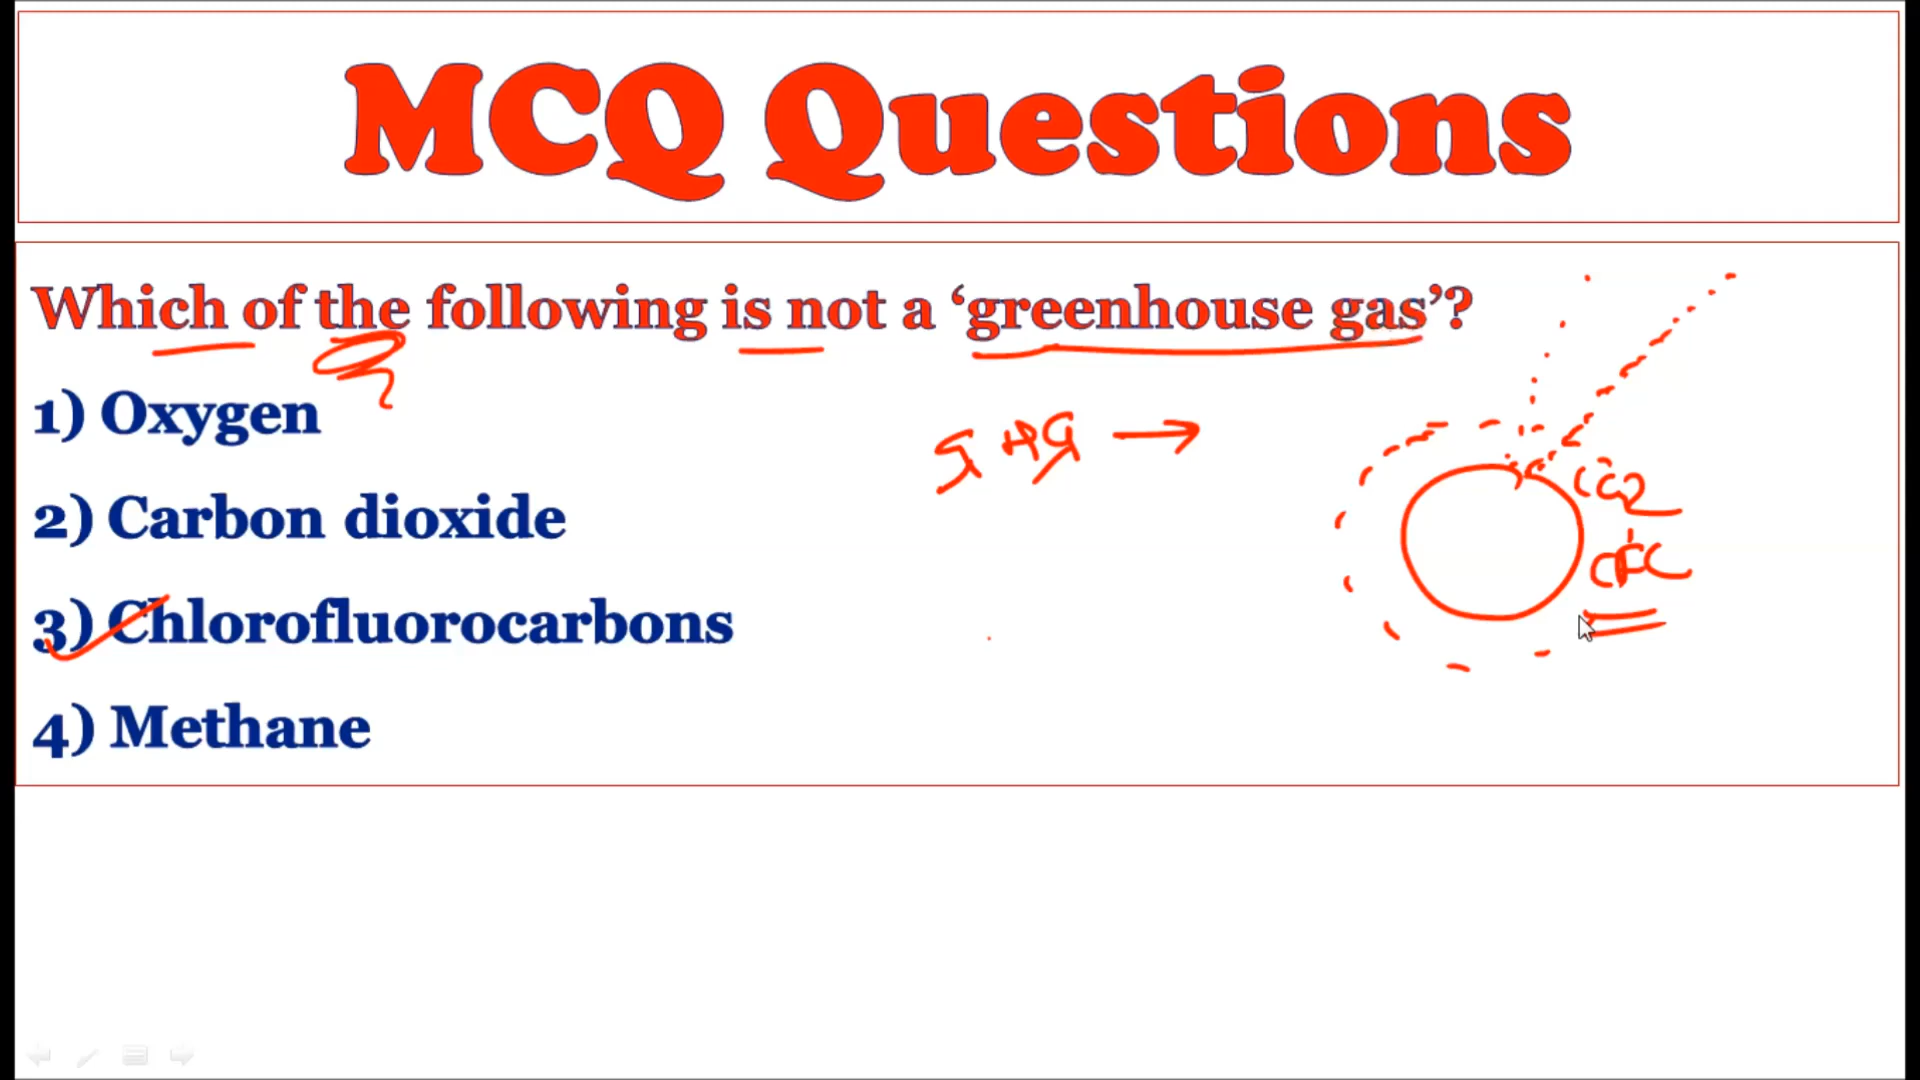 MCQ Questions
Which of the following is not a ‘greenhouse gas’?
1) Oxygen
GHG →
2) Carbon dioxide
CO2
CFC
3) Chlorofluorocarbons
4) Methane